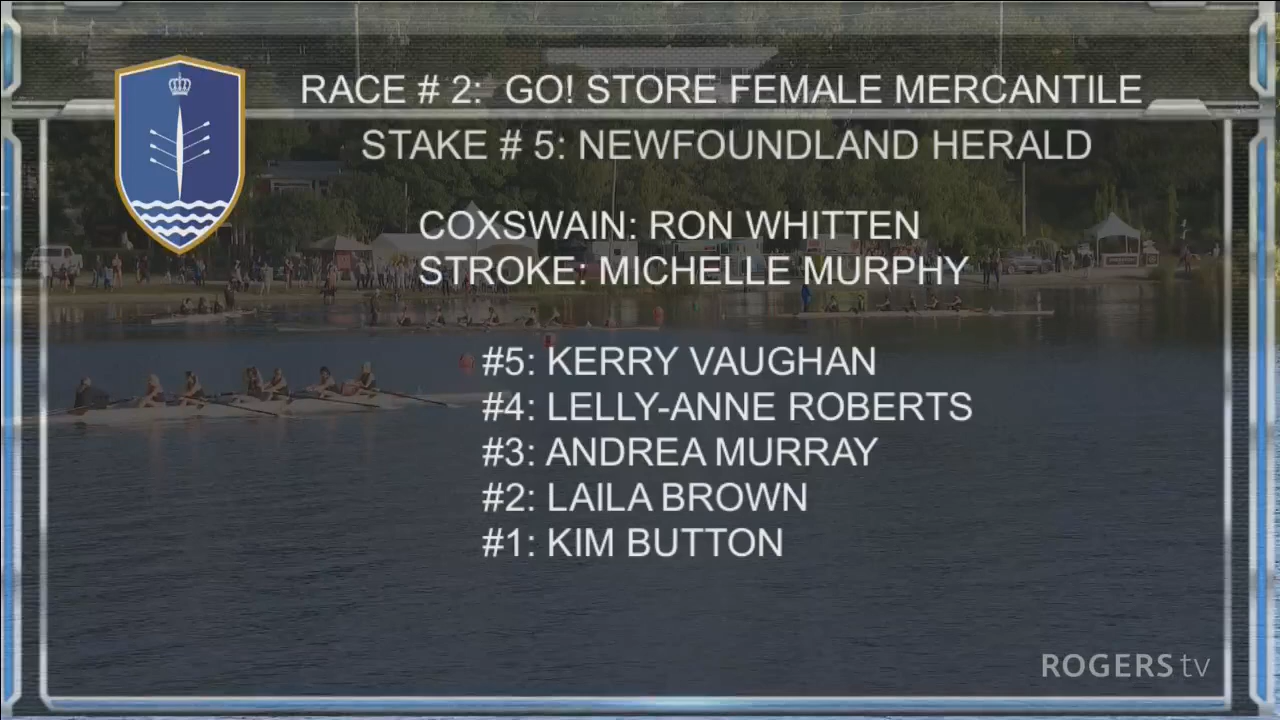 RACE # 2: GO! STORE FEMALE MERCANTILE
STAKE # 5: NEWFOUNDLAND HERALD
COXSWAIN: RON WHITTEN
STROKE: MICHELLE MURPHY
#5: KERRY VAUGHAN
#4: LELLY-ANNE ROBERTS
#3: ANDREA MURRAY
#2: LAILA BROWN
#1: KIM BUTTON
ROGERS tv